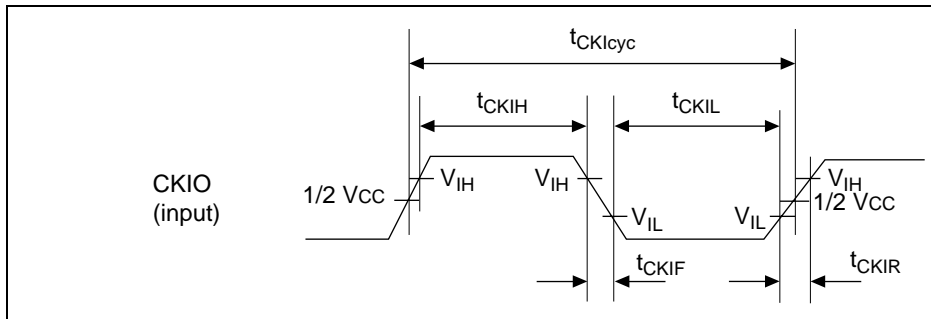 tCKIcyc
tCKIH
tCKIL
CKIO
(input)
1/2 VCC
VIH
VIH
VIL
VIL
VIH
1/2 VCC
tCKIF
tCKIR